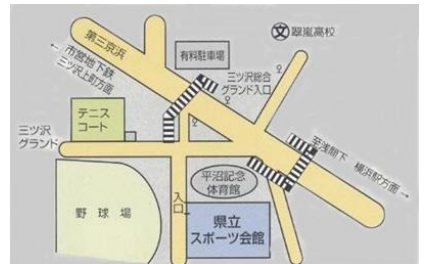 第三京浜
有料駐車場
文 翠嵐高校
← 市営地下鉄
三ツ沢上町方面
三ツ沢総合
グランド入口
テニス
コート
三ツ沢
グランド
至浅間下 横浜駅方面 →
平沼記念
体育館
入口
野球場
県立
スポーツ会館